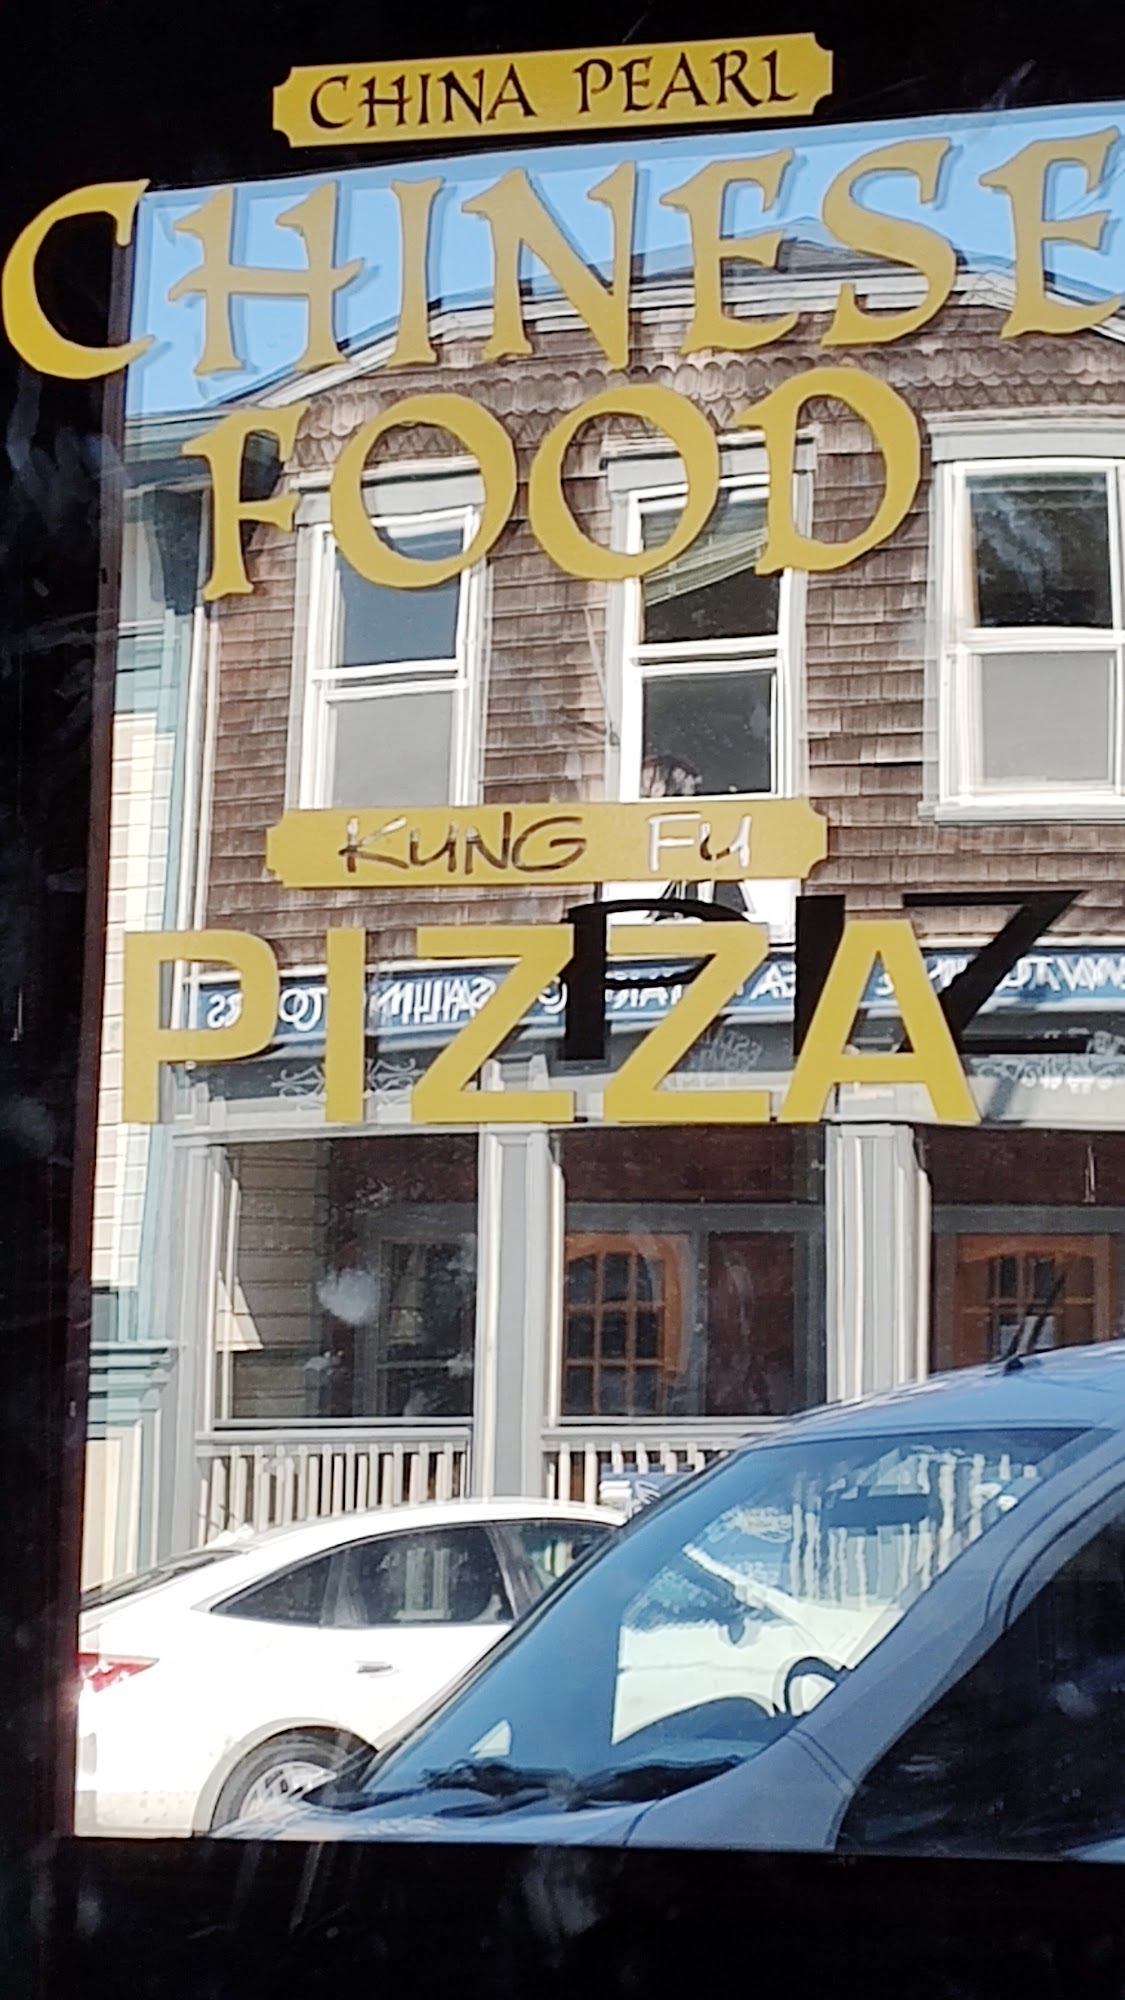 CHINA PEARL
CHINESE
FOOD
KUNG FU
PIZZA